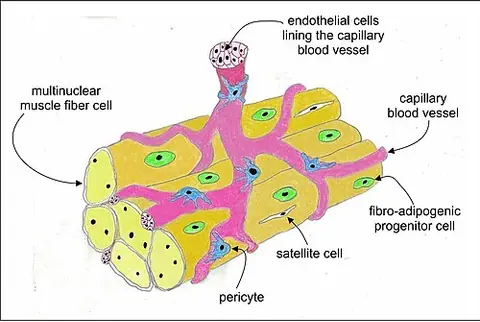 endothelial cells
lining the capillary
blood vessel
multinuclear
muscle fiber cell
capillary
blood vessel
fibro-adipogenic
progenitor cell
satellite cell
pericyte